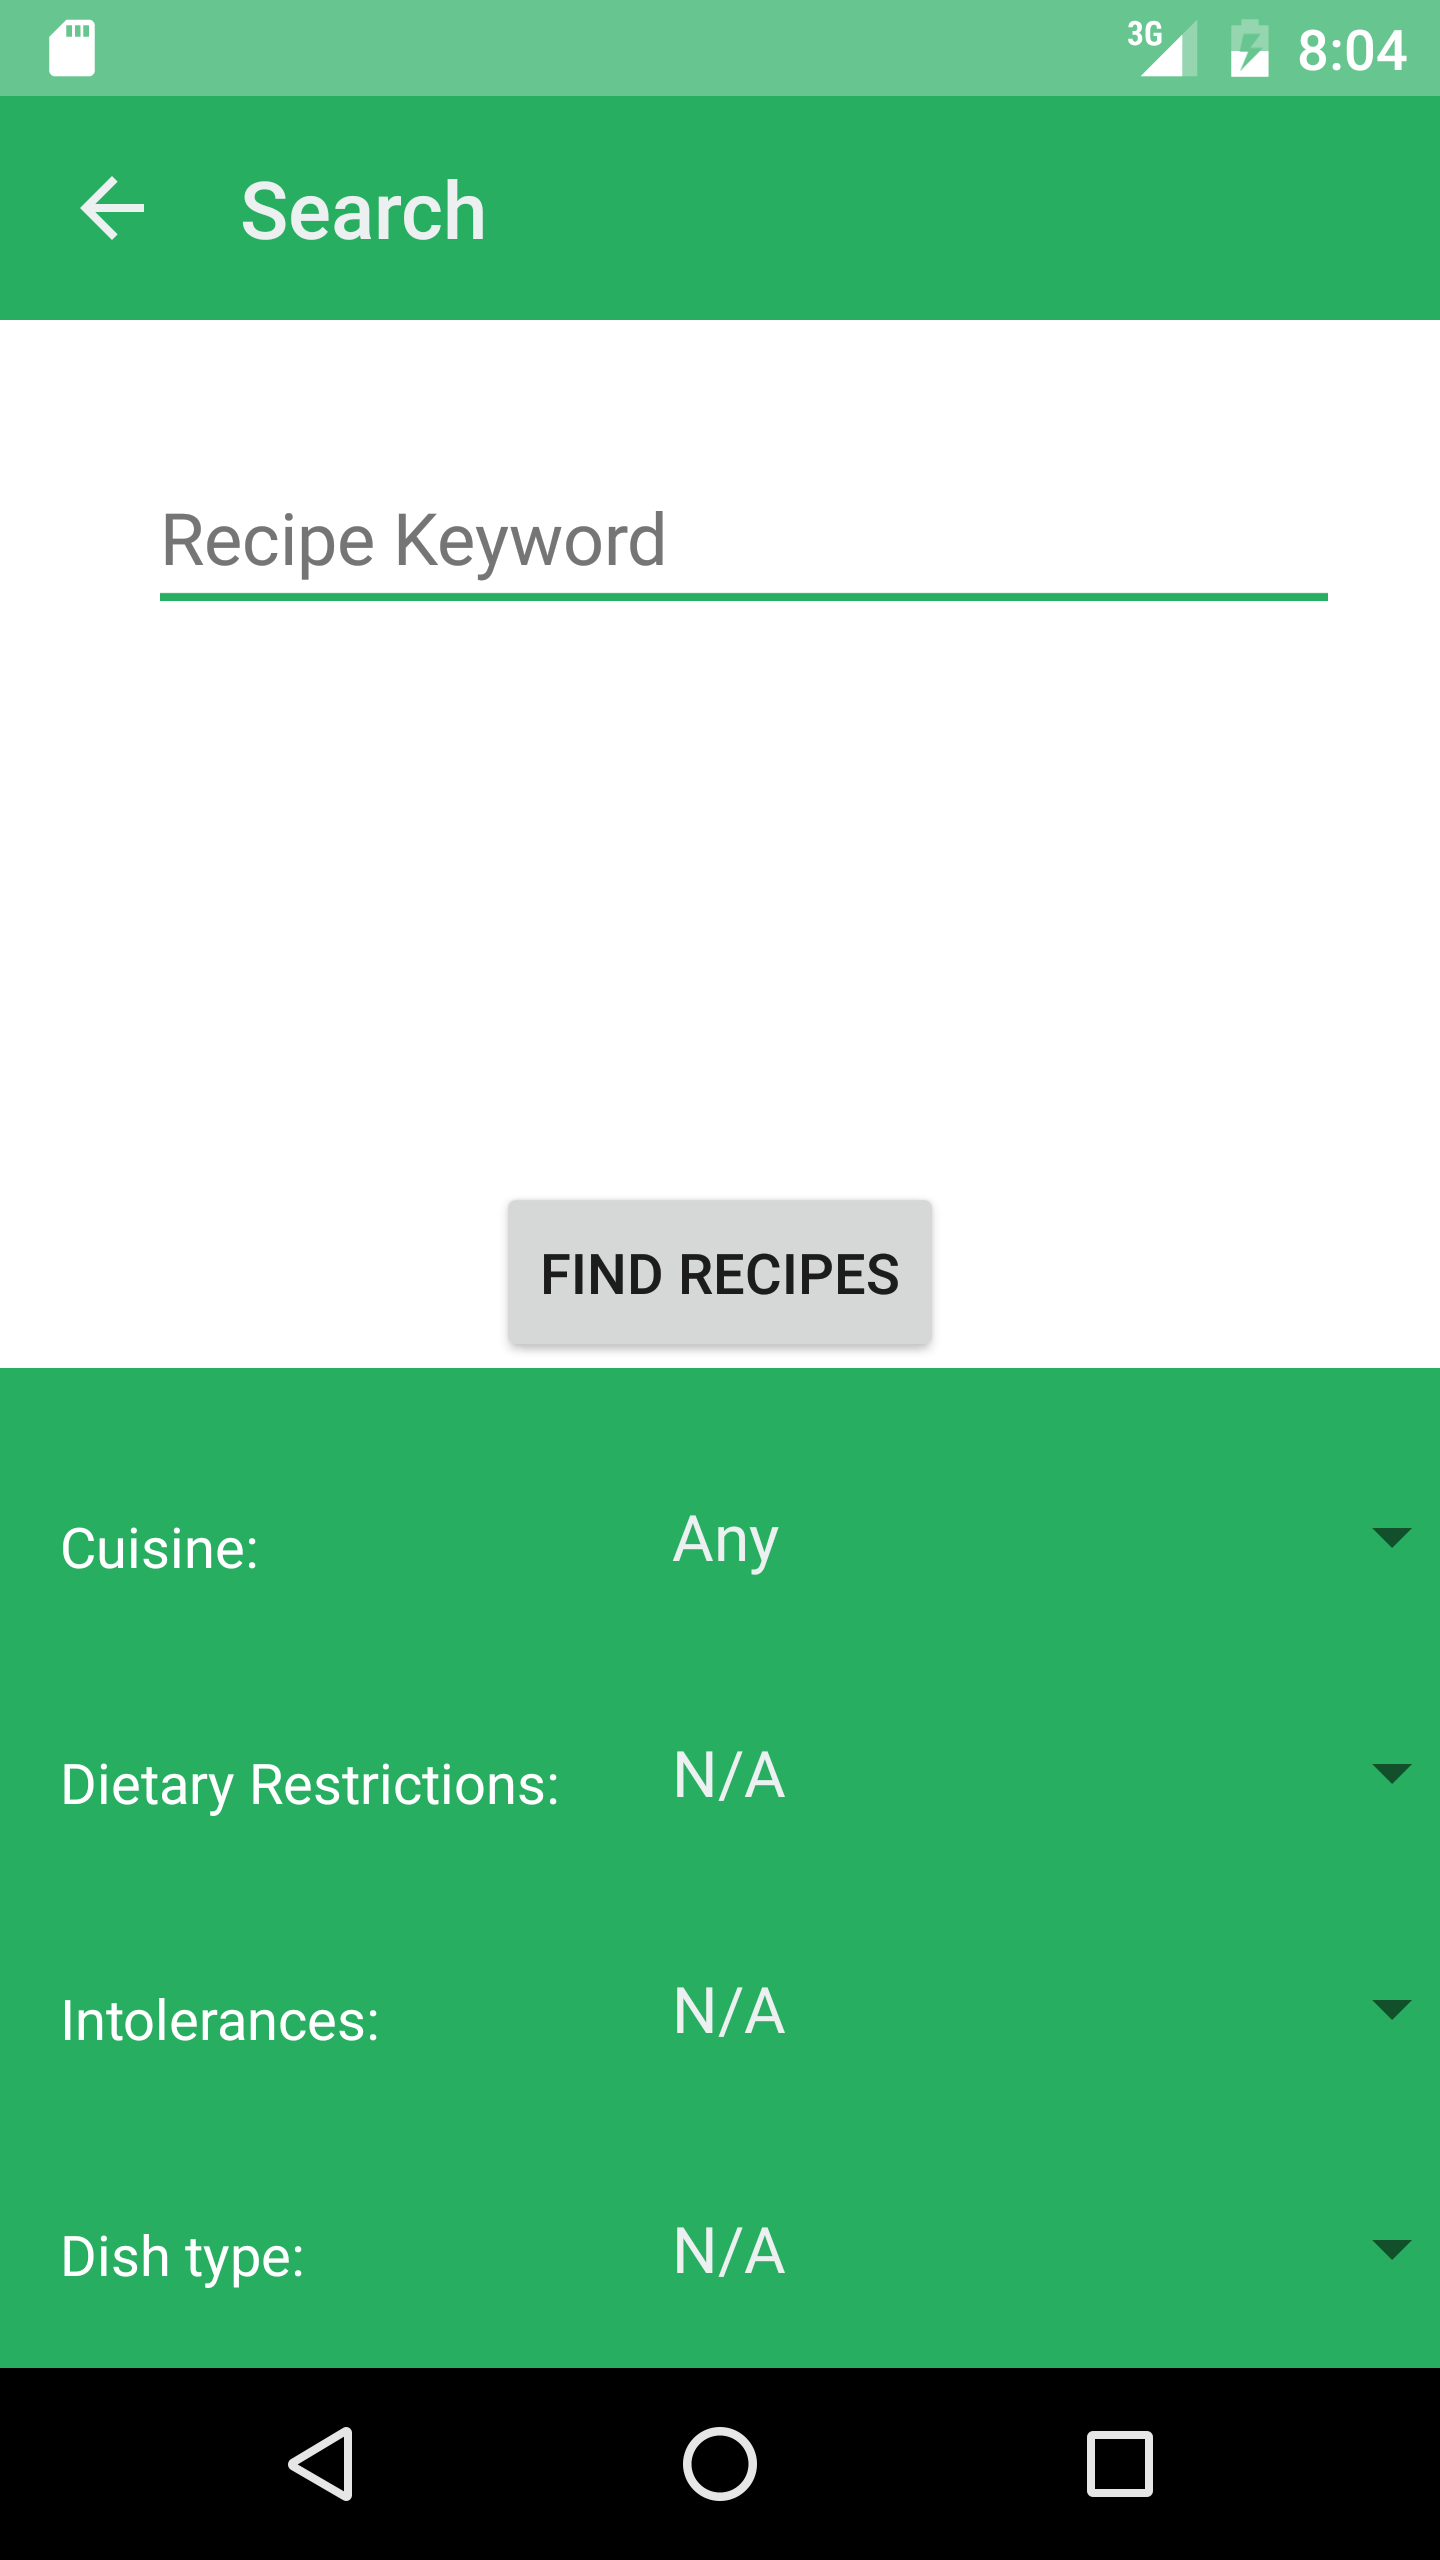 3G 8:04
Search
Recipe Keyword
FIND RECIPES
Cuisine: Any
Dietary Restrictions: N/A
Intolerances: N/A
Dish type: N/A